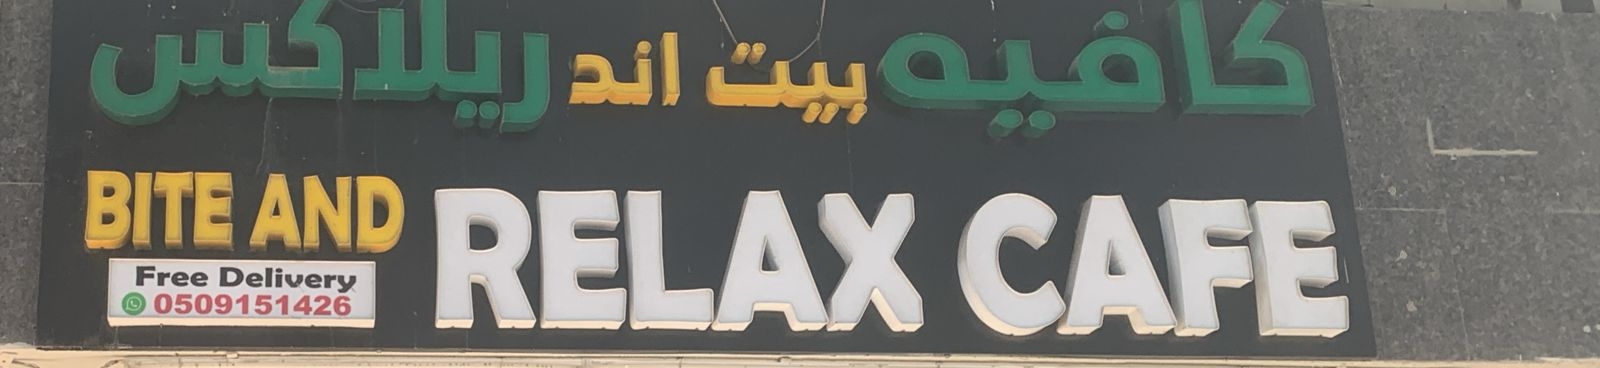 كافيه بيت اند ريلاكس
BITE AND RELAX CAFE
Free Delivery
0509151426